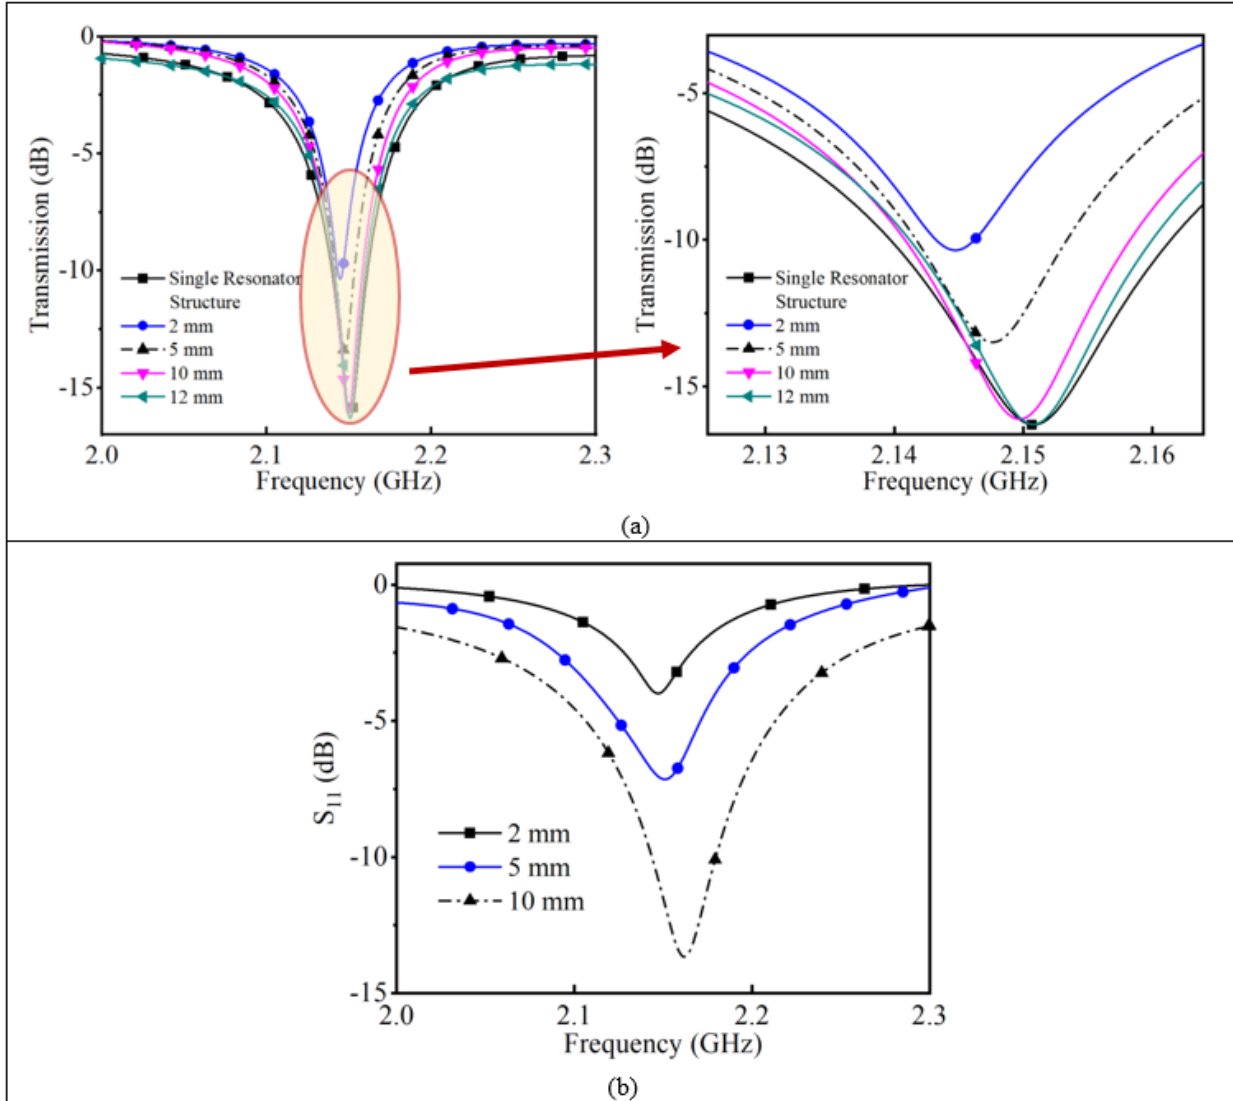 Transmission (dB)
0
-5
-10
-15
Single Resonator
Structure
2 mm
5 mm
10 mm
12 mm
2.0
2.1
2.2
2.3
Frequency (GHz)
Transmission (dB)
-5
-10
-15
Single Resonator
Structure
2 mm
5 mm
10 mm
12 mm
2.13
2.14
2.15
2.16
Frequency (GHz)
(a)
S11 (dB)
0
-5
-10
-15
2 mm
5 mm
10 mm
2.0
2.1
2.2
2.3
Frequency (GHz)
(b)